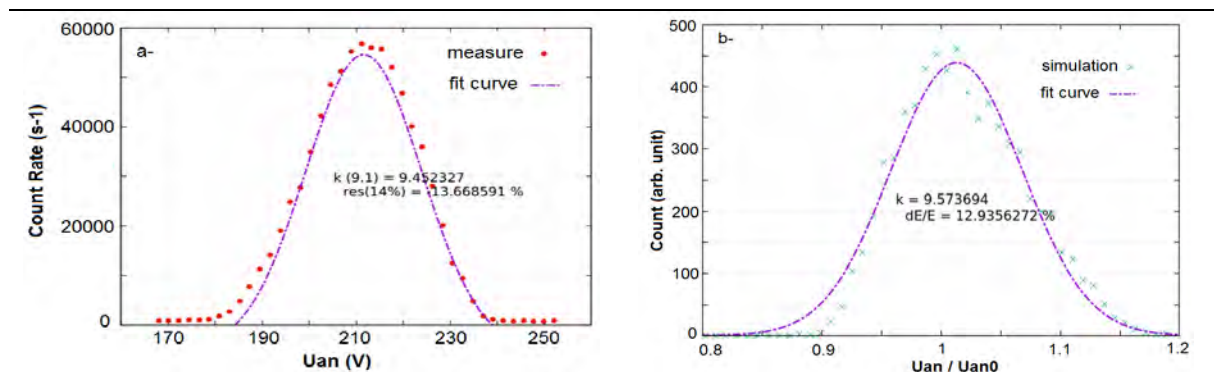 a-
measure
fit curve
k (9.1) = 9.452327
res(14%) = -13.668591 %
Count Rate (s-1)
60000
40000
20000
0
170 190 210 230 250
Uan (V)
b-
simulation
fit curve
k = 9.573694
dE/E = 12.9356272 %
Count (arb. unit)
500
400
300
200
100
0
0.8 0.9 1 1.1 1.2
Uan / Uan0